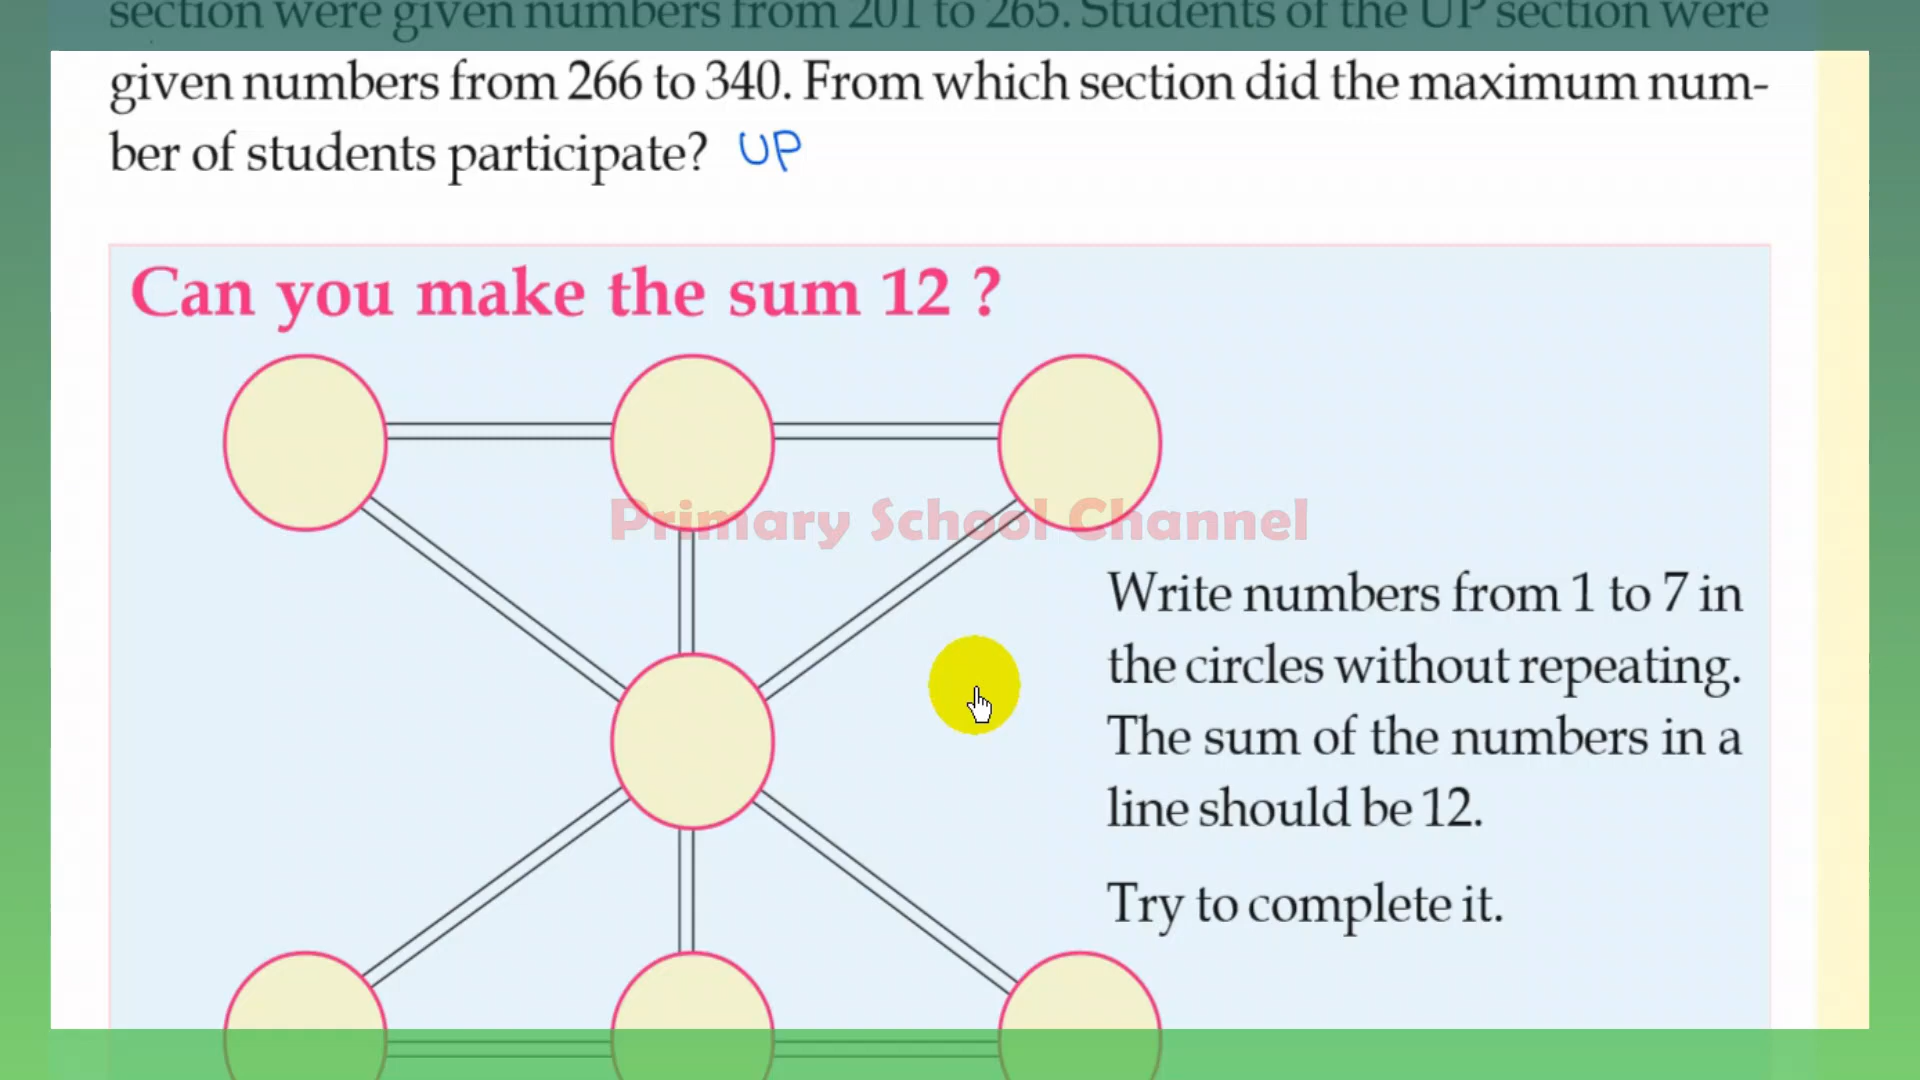 section were given numbers from 201 to 265. Students of the UP section were
given numbers from 266 to 340. From which section did the maximum num-
ber of students participate? UP
Can you make the sum 12 ?
Primary School Channel
Write numbers from 1 to 7 in
the circles without repeating.
The sum of the numbers in a
line should be 12.
Try to complete it.